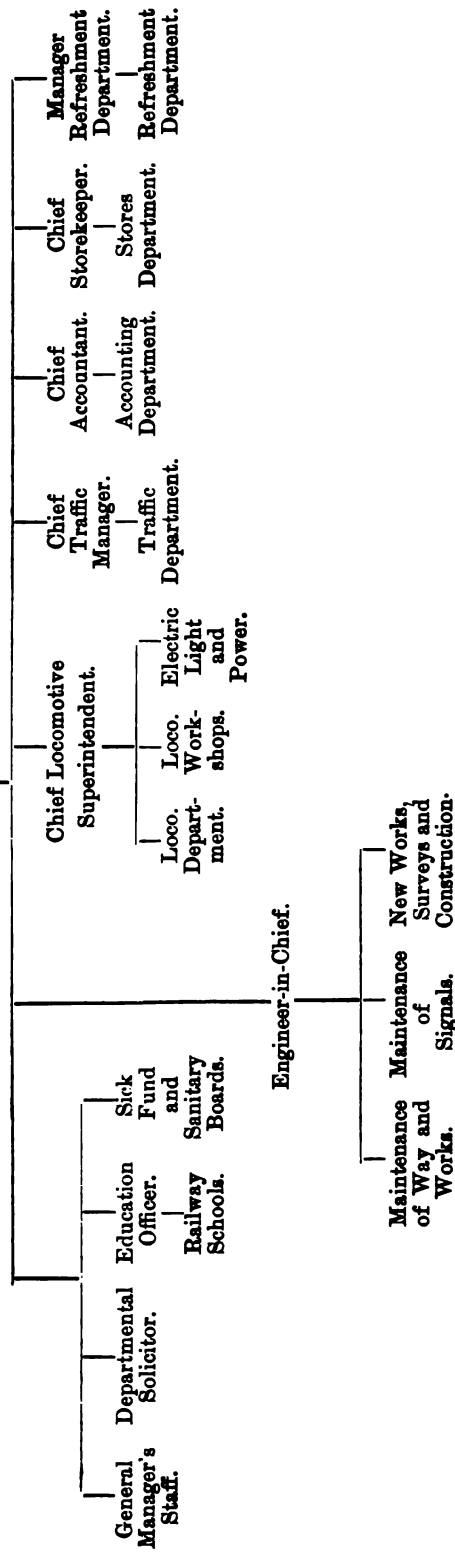 General
Manager's
Staff.
Departmental
Solicitor.
Education
Officer.
Railway
Schools.
Sick
Fund
and
Sanitary
Boards.
Engineer-in-Chief.
Maintenance
of Way and
Works.
Maintenance
of
Signals.
New Works,
Surveys and
Construction.
Chief Locomotive
Superintendent.
Loco.
Depart-
ment.
Loco.
Work-
shops.
Electric
Light
and
Power.
Chief
Traffic
Manager.
Traffic
Department.
Chief
Accountant.
Accounting
Department.
Chief
Storekeeper.
Stores
Department.
Manager
Refreshment
Department.
Refreshment
Department.